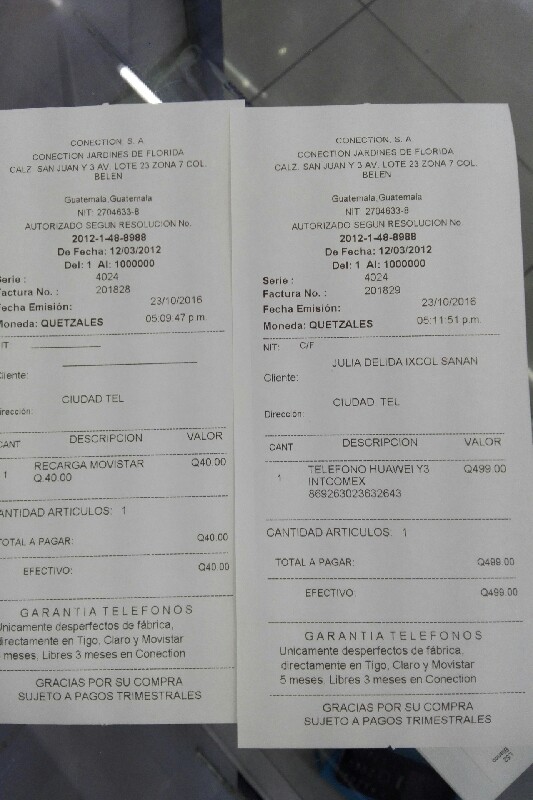 CONECTION, S. A
CONECTION JARDINES DE FLORIDA
CALZ. SAN JUAN Y 3 AV. LOTE 23 ZONA 7 COL.
BELEN
Guatemala,Guatemala
NIT: 2704633-8
AUTORIZADO SEGUN RESOLUCION No.
2012-1-48-8988
De Fecha: 12/03/2012
Del: 1 Al: 1000000
Serie : 4024
Factura No. : 201828
Fecha Emisión: 23/10/2016
Moneda: QUETZALES 05:09:47 p.m.
IT:
liente:
CIUDAD TEL
irección:
CANT DESCRIPCION VALOR
1 RECARGA MOVISTAR Q40.00
Q.40.00
ANTIDAD ARTICULOS: 1
TOTAL A PAGAR: Q40.00
EFECTIVO: Q40.00
GARANTIA TELEFONOS
Unicamente desperfectos de fábrica,
directamente en Tigo, Claro y Movistar
meses. Libres 3 meses en Conection
GRACIAS POR SU COMPRA
SUJETO A PAGOS TRIMESTRALES
CONECTION, S. A
CONECTION JARDINES DE FLORIDA
CALZ. SAN JUAN Y 3 AV. LOTE 23 ZONA 7 COL.
BELEN
Guatemala,Guatemala
NIT: 2704633-8
AUTORIZADO SEGUN RESOLUCION No
2012-1-48-8988
De Fecha: 12/03/2012
Del: 1 Al: 1000000
Serie : 4024
Factura No. : 201829
Fecha Emisión: 23/10/2016
Moneda: QUETZALES 05:11:51 p.m.
NIT: C/F
JULIA DELIDA IXCOL SANAN
Cliente:
CIUDAD TEL
Dirección:
CANT DESCRIPCION VALOR
1 TELEFONO HUAWEI Y3 Q499.00
INTCOMEX
869263023632643
CANTIDAD ARTICULOS: 1
TOTAL A PAGAR: Q499.00
EFECTIVO: Q499.00
GARANTIA TELEFONOS
Unicamente desperfectos de fábrica,
directamente en Tigo, Claro y Movistar
5 meses. Libres 3 meses en Conection
GRACIAS POR SU COMPRA
SUJETO A PAGOS TRIMESTRALES